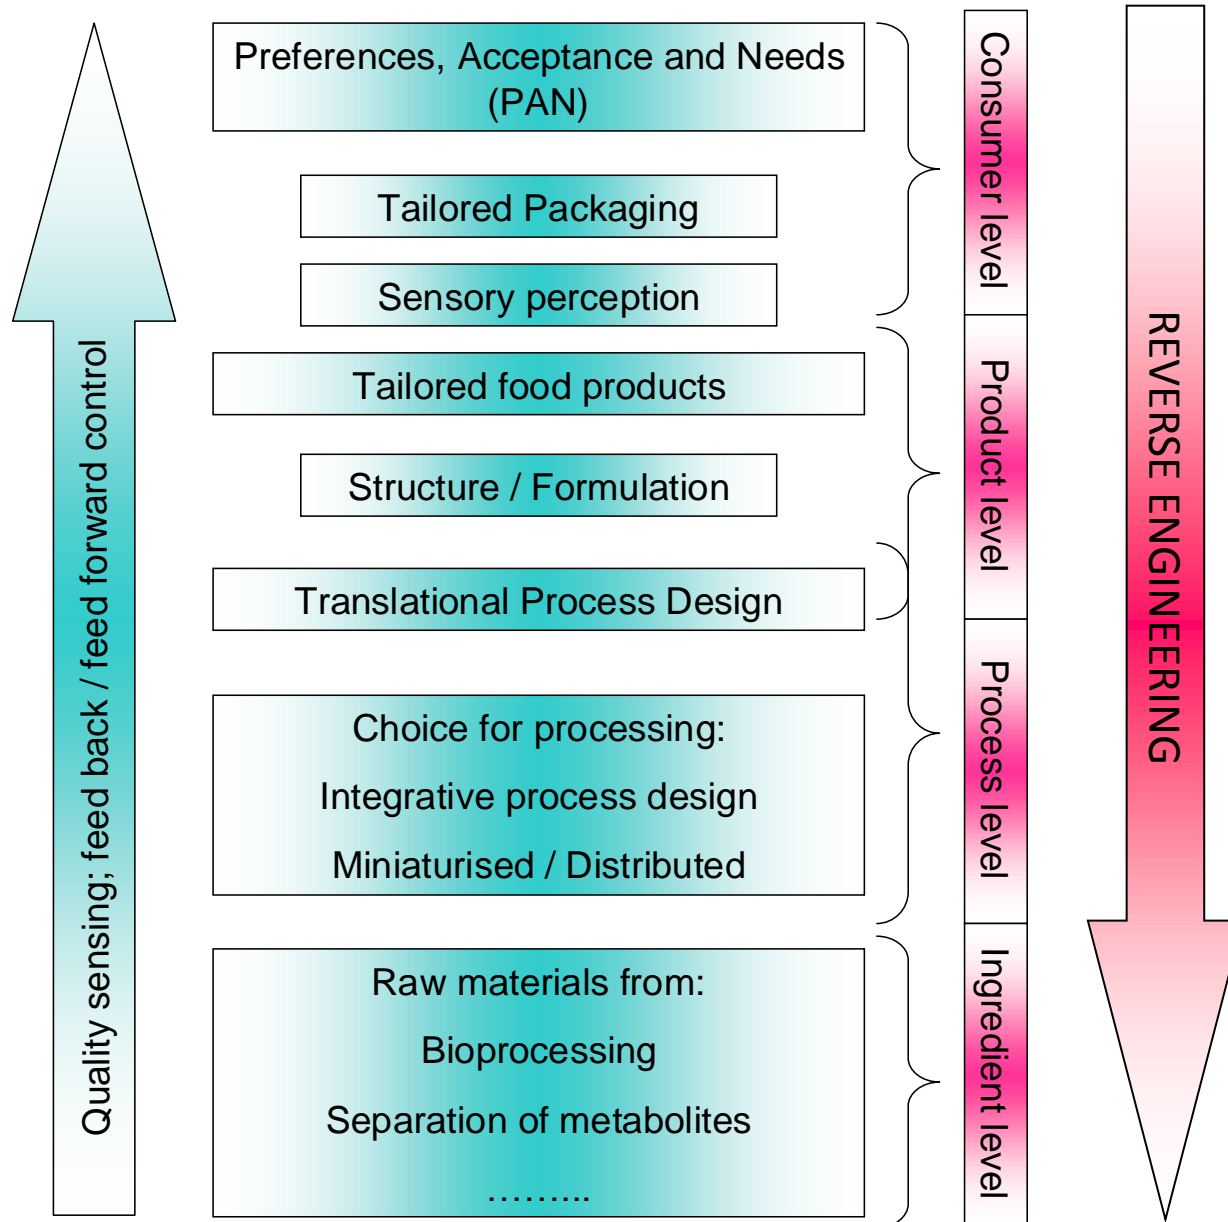 Preferences, Acceptance and Needs
(PAN)
Tailored Packaging
Sensory perception
Tailored food products
Structure / Formulation
Translational Process Design
Choice for processing:
Integrative process design
Miniaturised / Distributed
Raw materials from:
Bioprocessing
Separation of metabolites
.........
Quality sensing; feed back / feed forward control
Consumer level
Product level
Process level
Ingredient level
REVERSE ENGINEERING